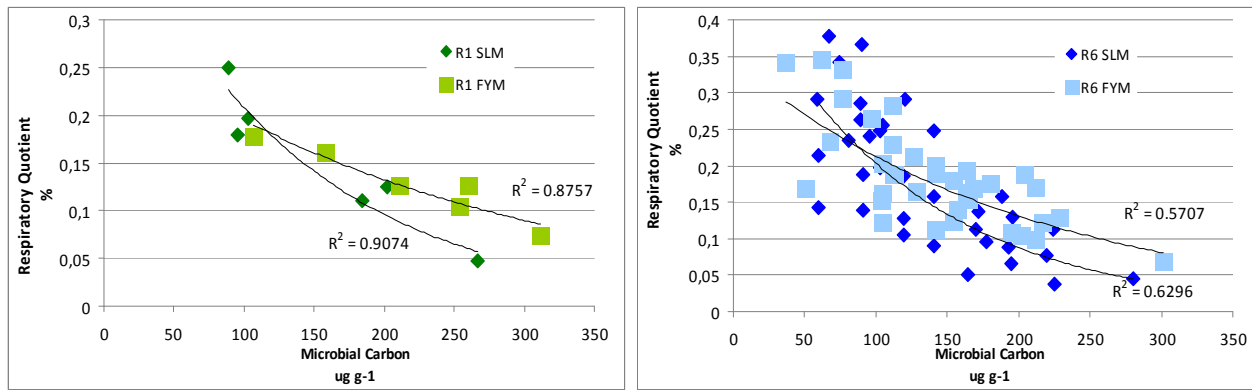 0,3
0,25
0,2
0,15
0,1
0,05
0
Respiratory Quotient
%
R1 SLM
R1 FYM
R² = 0.8757
R² = 0.9074
0 50 100 150 200 250 300 350
Microbial Carbon
ug g-1
0,4
0,35
0,3
0,25
0,2
0,15
0,1
0,05
0
Respiratory Quotient
%
R6 SLM
R6 FYM
R² = 0.5707
R² = 0.6296
0 50 100 150 200 250 300 350
Microbial Carbon
ug g-1